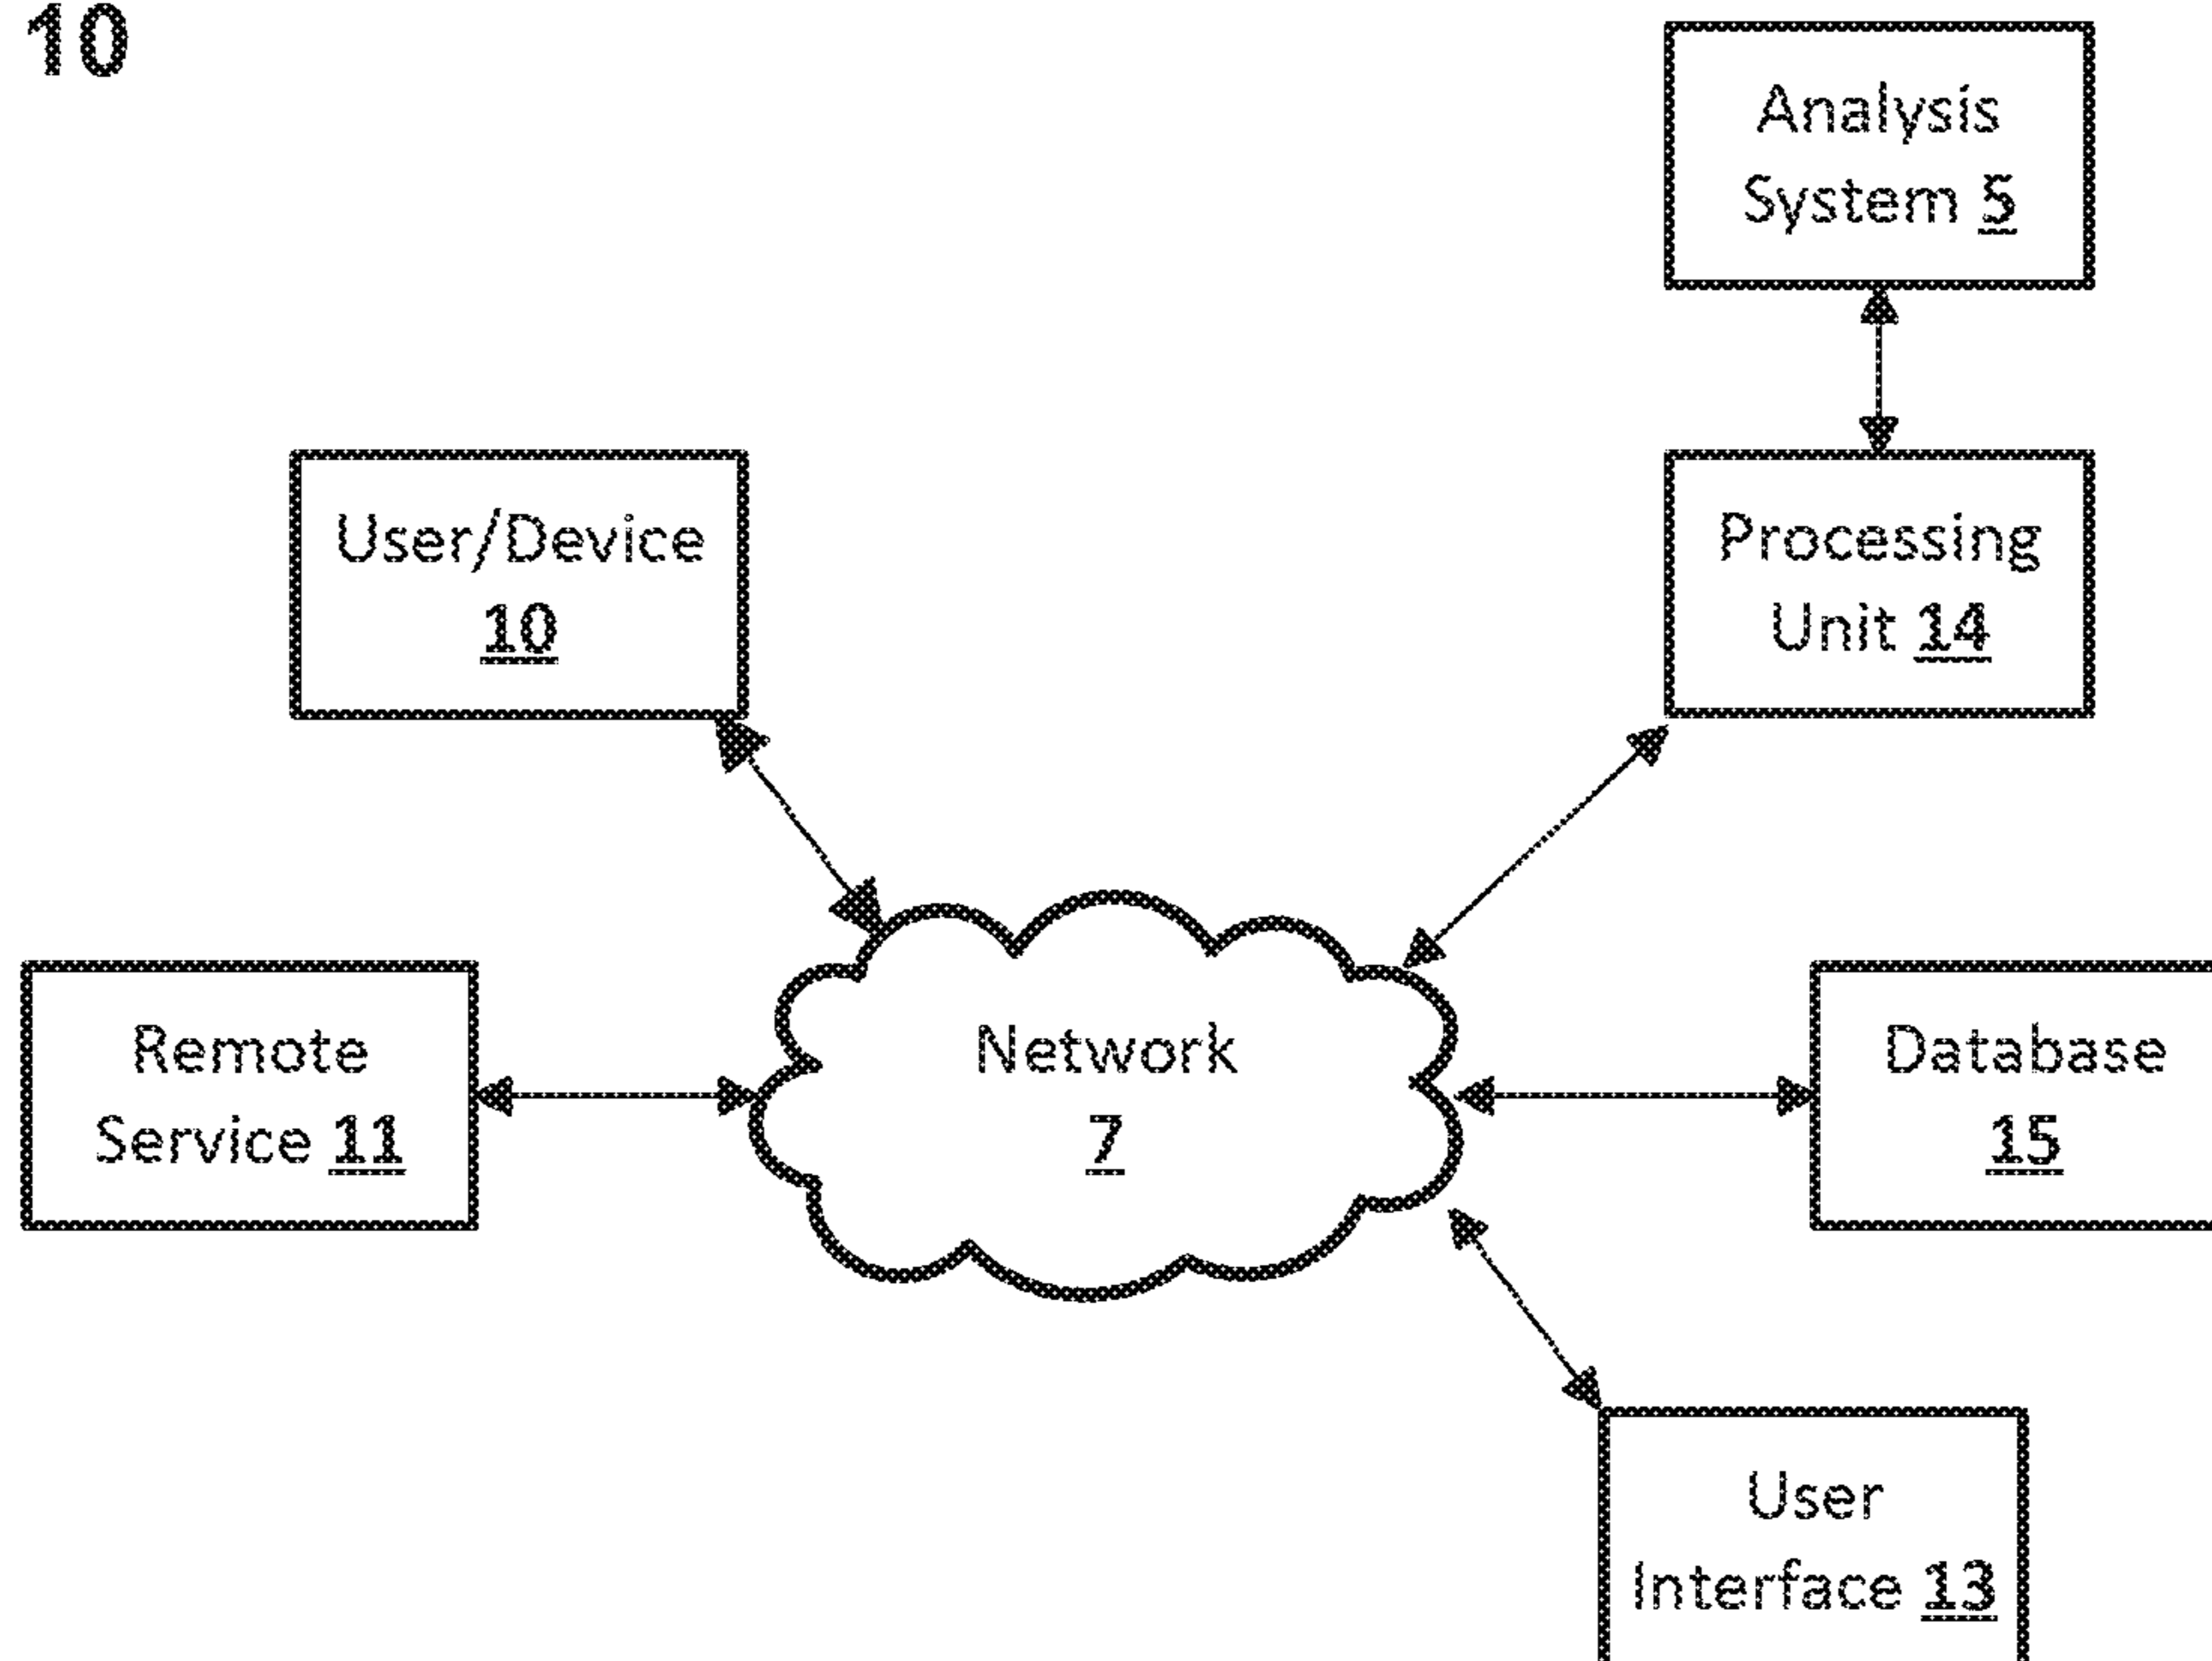 10
Analysis
System 5
User/Device
10
Processing
Unit 14
Remote
Service 11
Network
7
Database
15
User
Interface 13